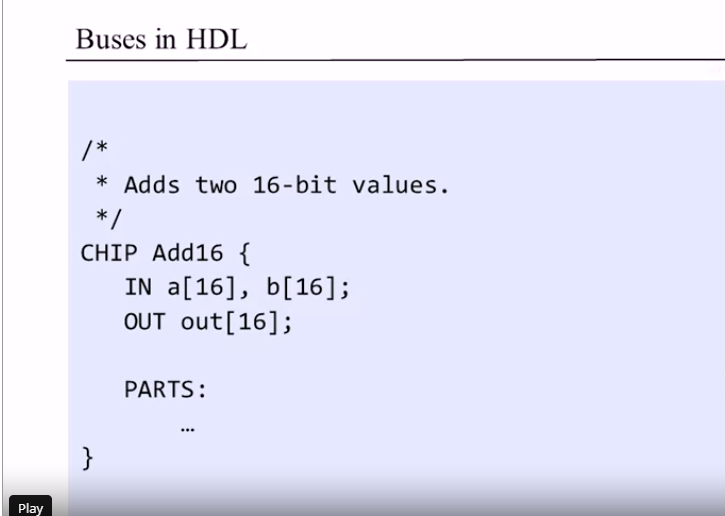 Buses in HDL
/*
* Adds two 16-bit values.
*/
CHIP Add16 {
IN a[16], b[16];
OUT out[16];
PARTS:
…
}
Play